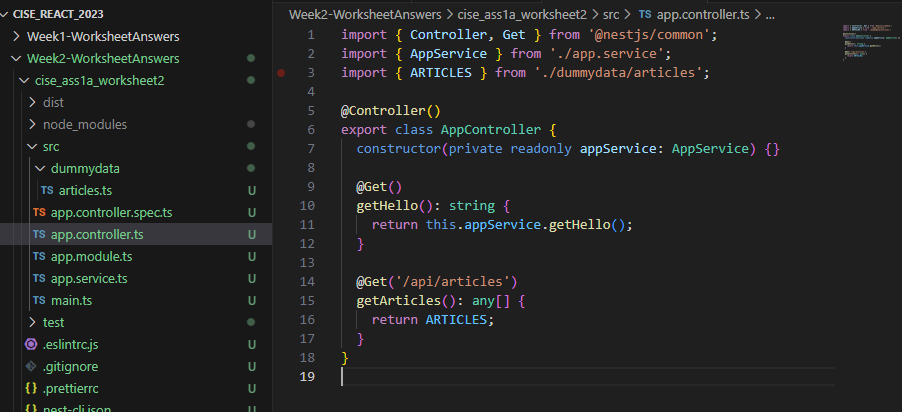 CISE_REACT_2023
Week1-WorksheetAnswers
Week2-WorksheetAnswers
cise_ass1a_worksheet2
dist
node_modules
src
dummydata
TS articles.ts U
TS app.controller.spec.ts U
TS app.controller.ts U
TS app.module.ts U
TS app.service.ts U
TS main.ts U
test
.eslintrc.js U
.gitignore U
{} .prettierrc U
{} nest-cli.json U
Week2-WorksheetAnswers > cise_ass1a_worksheet2 > src > TS app.controller.ts > ...
1 import { Controller, Get } from '@nestjs/common';
2 import { AppService } from './app.service';
3 import { ARTICLES } from './dummydata/articles';
4
5 @Controller()
6 export class AppController {
7   constructor(private readonly appService: AppService) {}
8
9   @Get()
10   getHello(): string {
11     return this.appService.getHello();
12   }
13
14   @Get('/api/articles')
15   getArticles(): any[] {
16     return ARTICLES;
17   }
18 }
19